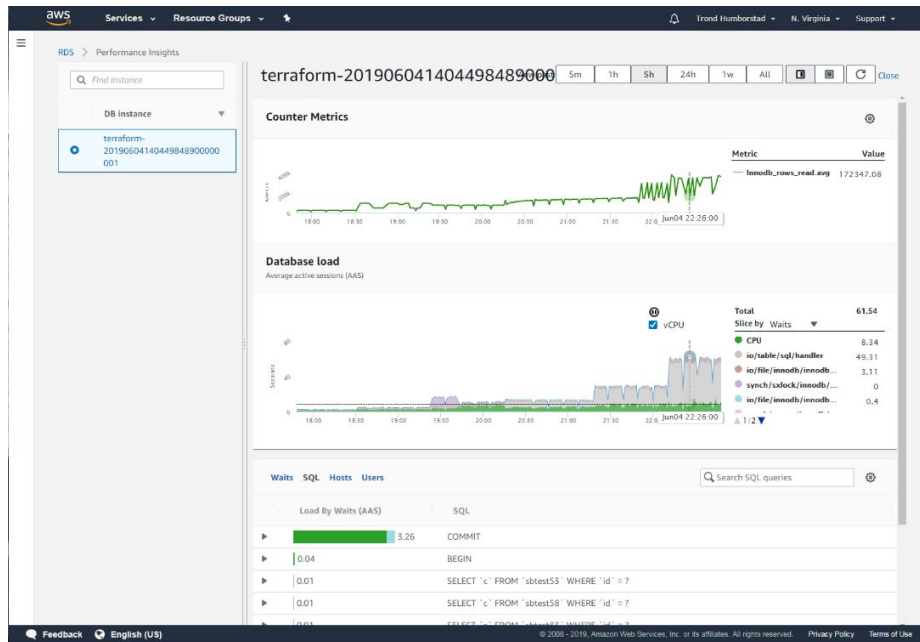 aws
Services
Resource Groups
Trond Humborstad
N. Virginia
Support
RDS > Performance Insights
Find instance
DB instance
terraform-
20190604140449848900000
001
5m
1h
5h
24h
1w
All
Close
Counter Metrics
Metric
Value
Innodb_rows_read.avg
172347.08
400k
200k
0
18:00
18:30
19:00
19:30
20:00
20:30
21:00
21:30
Jun04 22:26:00
Database load
Average active sessions (AAS)
vCPU
Total
61.54
Slice by Waits
CPU
8.34
io/table/sql/handler
49.31
io/file/innodb/innodb...
3.11
synch/sxlock/innodb/...
0
io/file/innodb/innodb...
0.4
1/2
Sessions
0
18:00
18:30
19:00
19:30
20:00
20:30
21:00
21:30
Jun04 22:26:00
Waits
SQL
Hosts
Users
Search SQL queries
Load By Waits (AAS)
SQL
3.26
COMMIT
0.04
BEGIN
0.01
SELECT `c` FROM `sbtest53` WHERE `id` = ?
0.01
SELECT `c` FROM `sbtest58` WHERE `id` = ?
Feedback
English (US)
© 2008 - 2019, Amazon Web Services, Inc. or its affiliates. All rights reserved.
Privacy Policy
Terms of Use